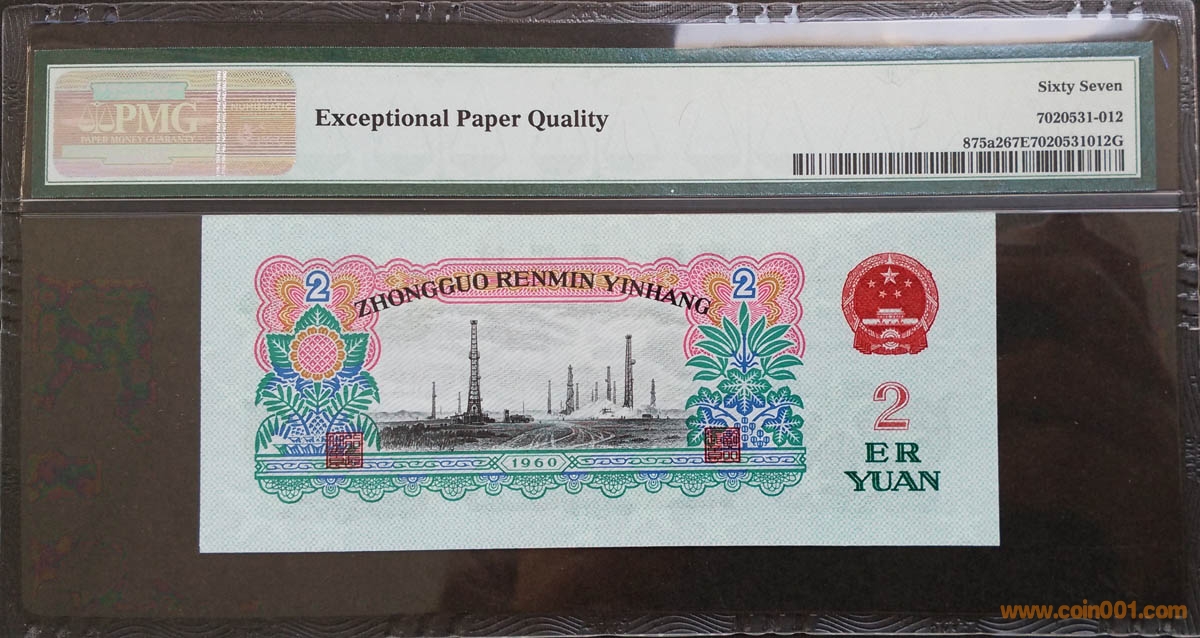 PMG
PAPER MONEY GUARANTY
Exceptional Paper Quality
Sixty Seven
7020531-012
875a267E7020531012G
2
ZHONGGUO RENMIN YINHANG
2
1960
2
ER
YUAN
www.coin001.com